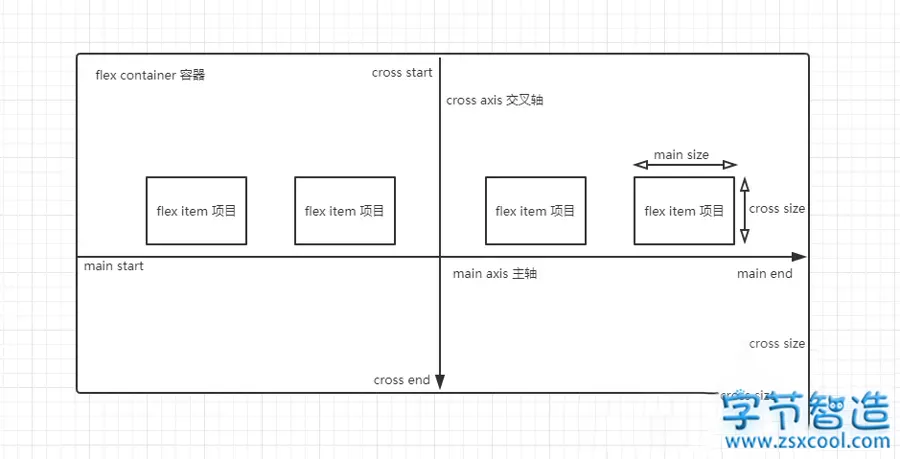 flex container 容器
cross start
cross axis 交叉轴
main size
flex item 项目
flex item 项目
flex item 项目
flex item 项目
cross size
main start
main axis 主轴
main end
cross size
cross end
cross size
字节智造
www.zsxcool.com